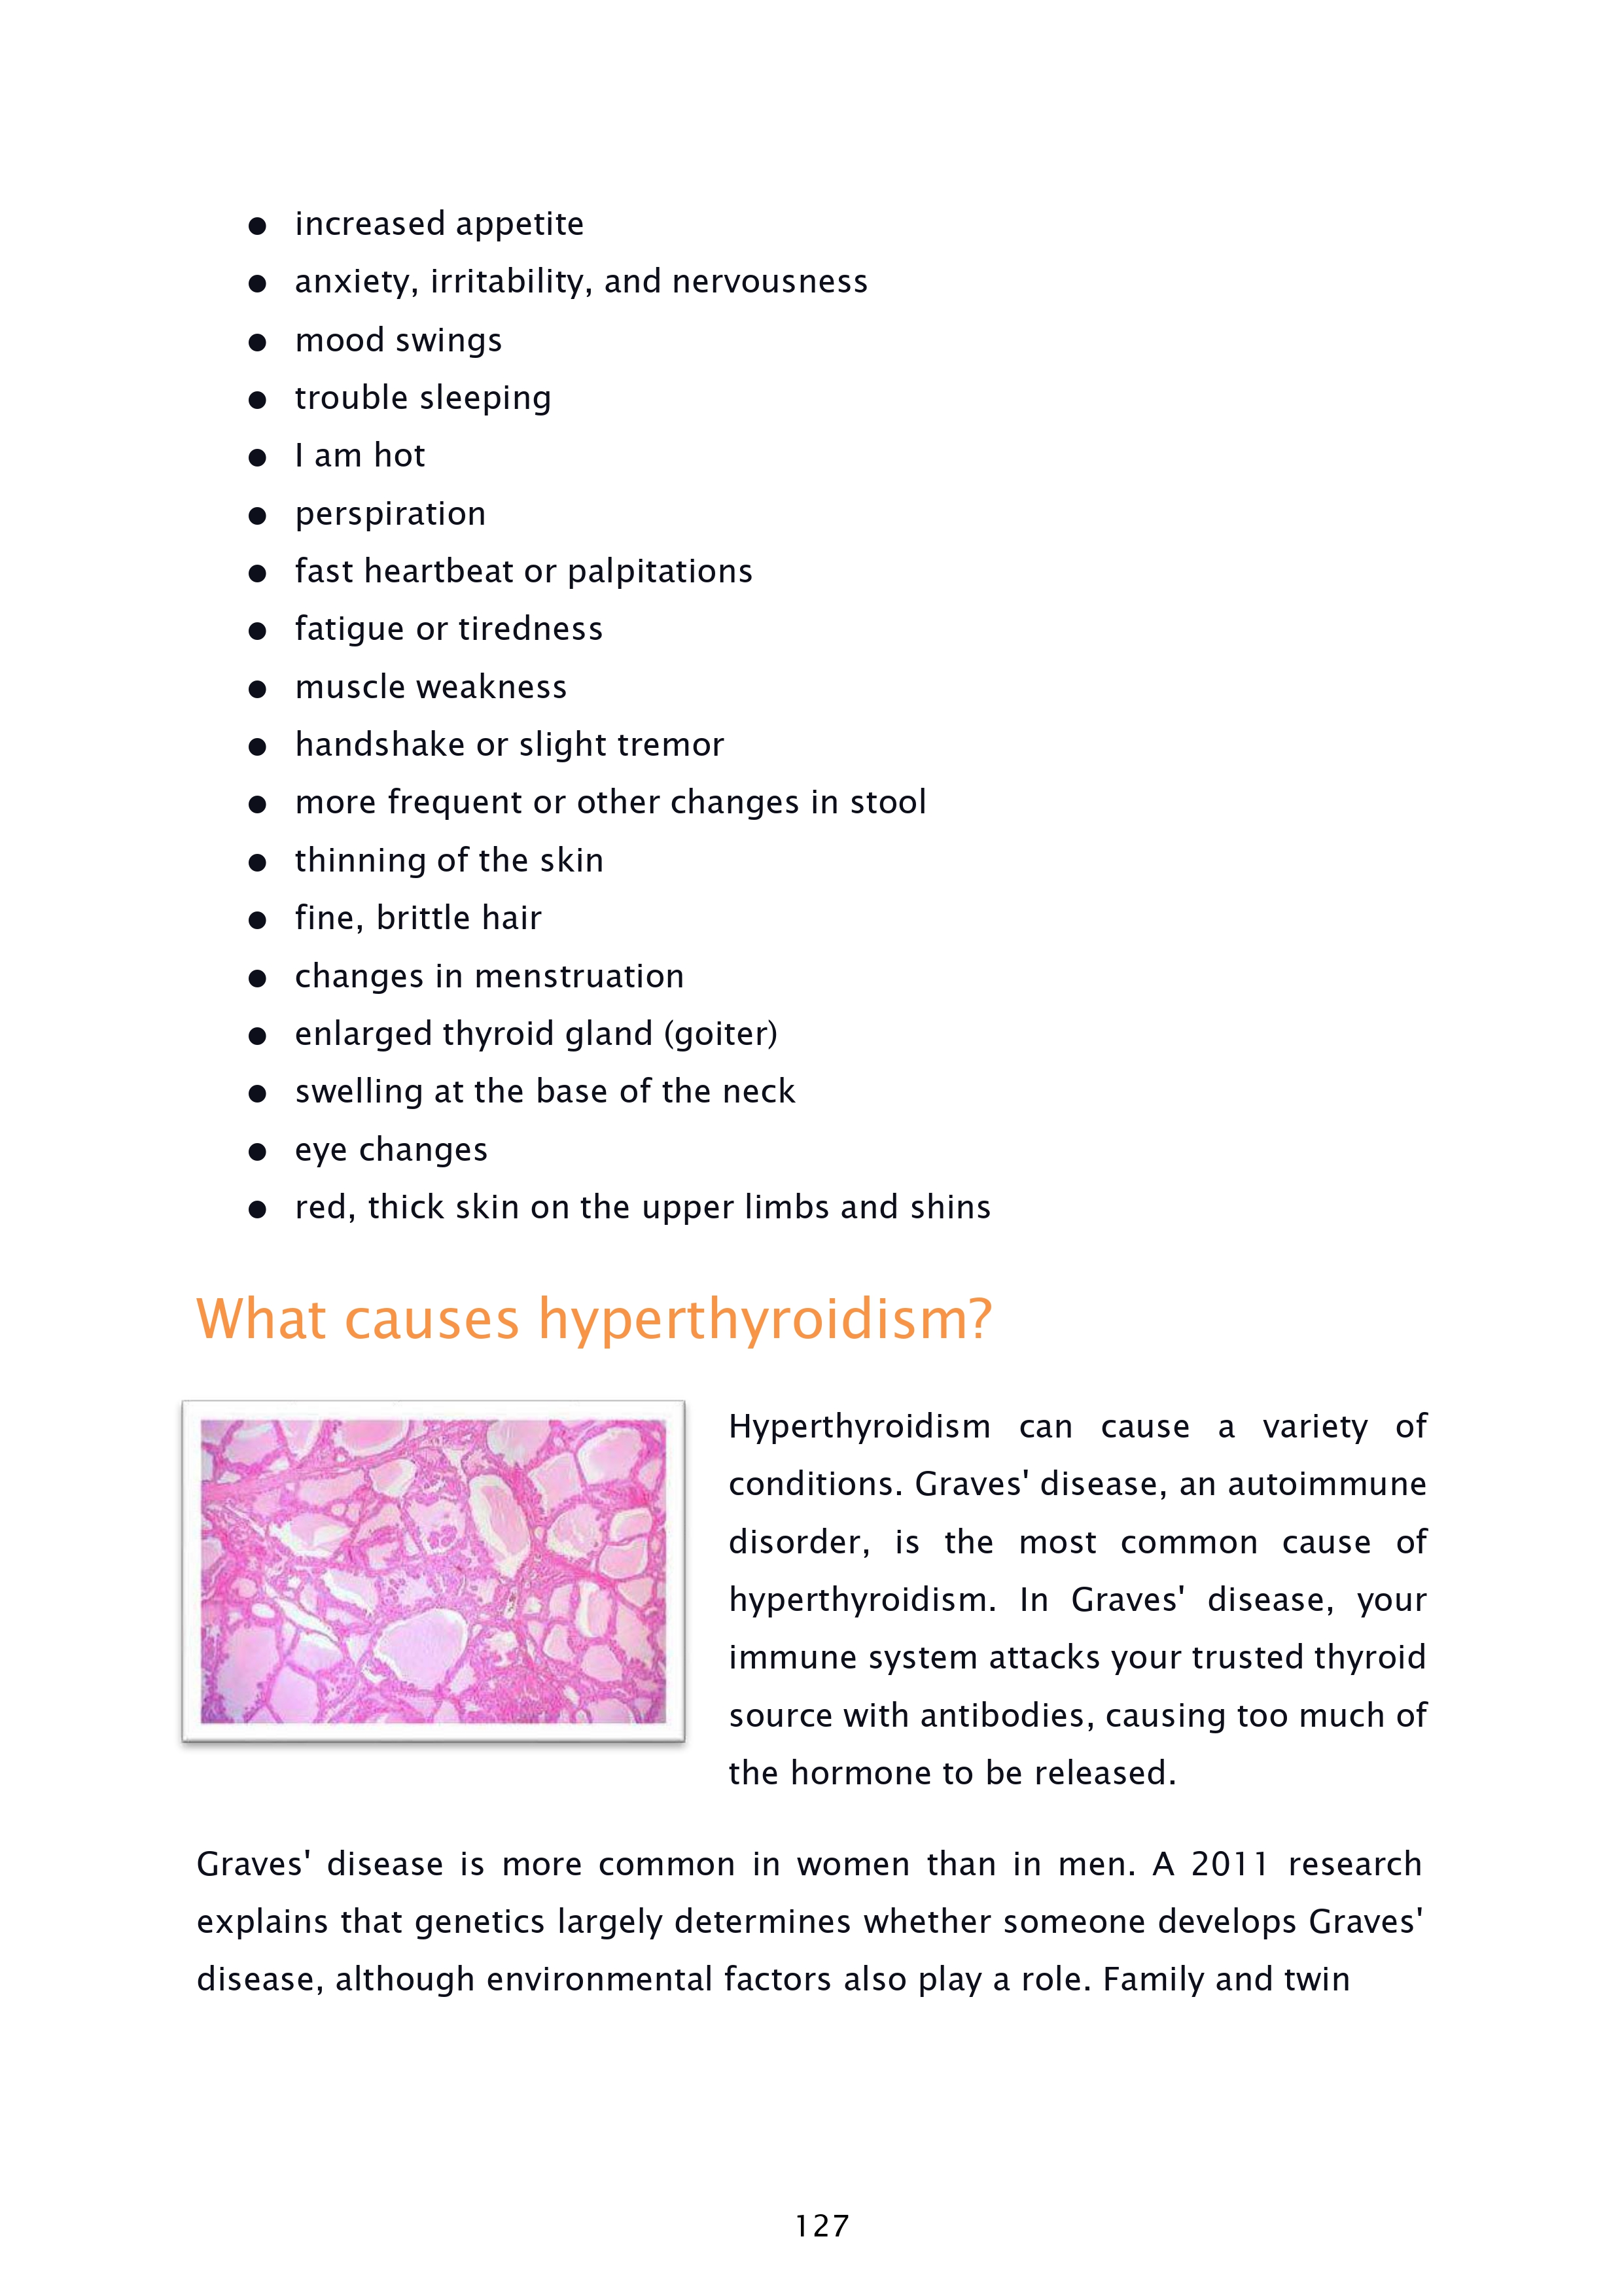 ● increased appetite
● anxiety, irritability, and nervousness
● mood swings
● trouble sleeping
● I am hot
● perspiration
● fast heartbeat or palpitations
● fatigue or tiredness
● muscle weakness
● handshake or slight tremor
● more frequent or other changes in stool
● thinning of the skin
● fine, brittle hair
● changes in menstruation
● enlarged thyroid gland (goiter)
● swelling at the base of the neck
● eye changes
● red, thick skin on the upper limbs and shins
What causes hyperthyroidism?
Hyperthyroidism can cause a variety of
conditions. Graves' disease, an autoimmune
disorder, is the most common cause of
hyperthyroidism. In Graves' disease, your
immune system attacks your trusted thyroid
source with antibodies, causing too much of
the hormone to be released.
Graves' disease is more common in women than in men. A 2011 research
explains that genetics largely determines whether someone develops Graves'
disease, although environmental factors also play a role. Family and twin
127